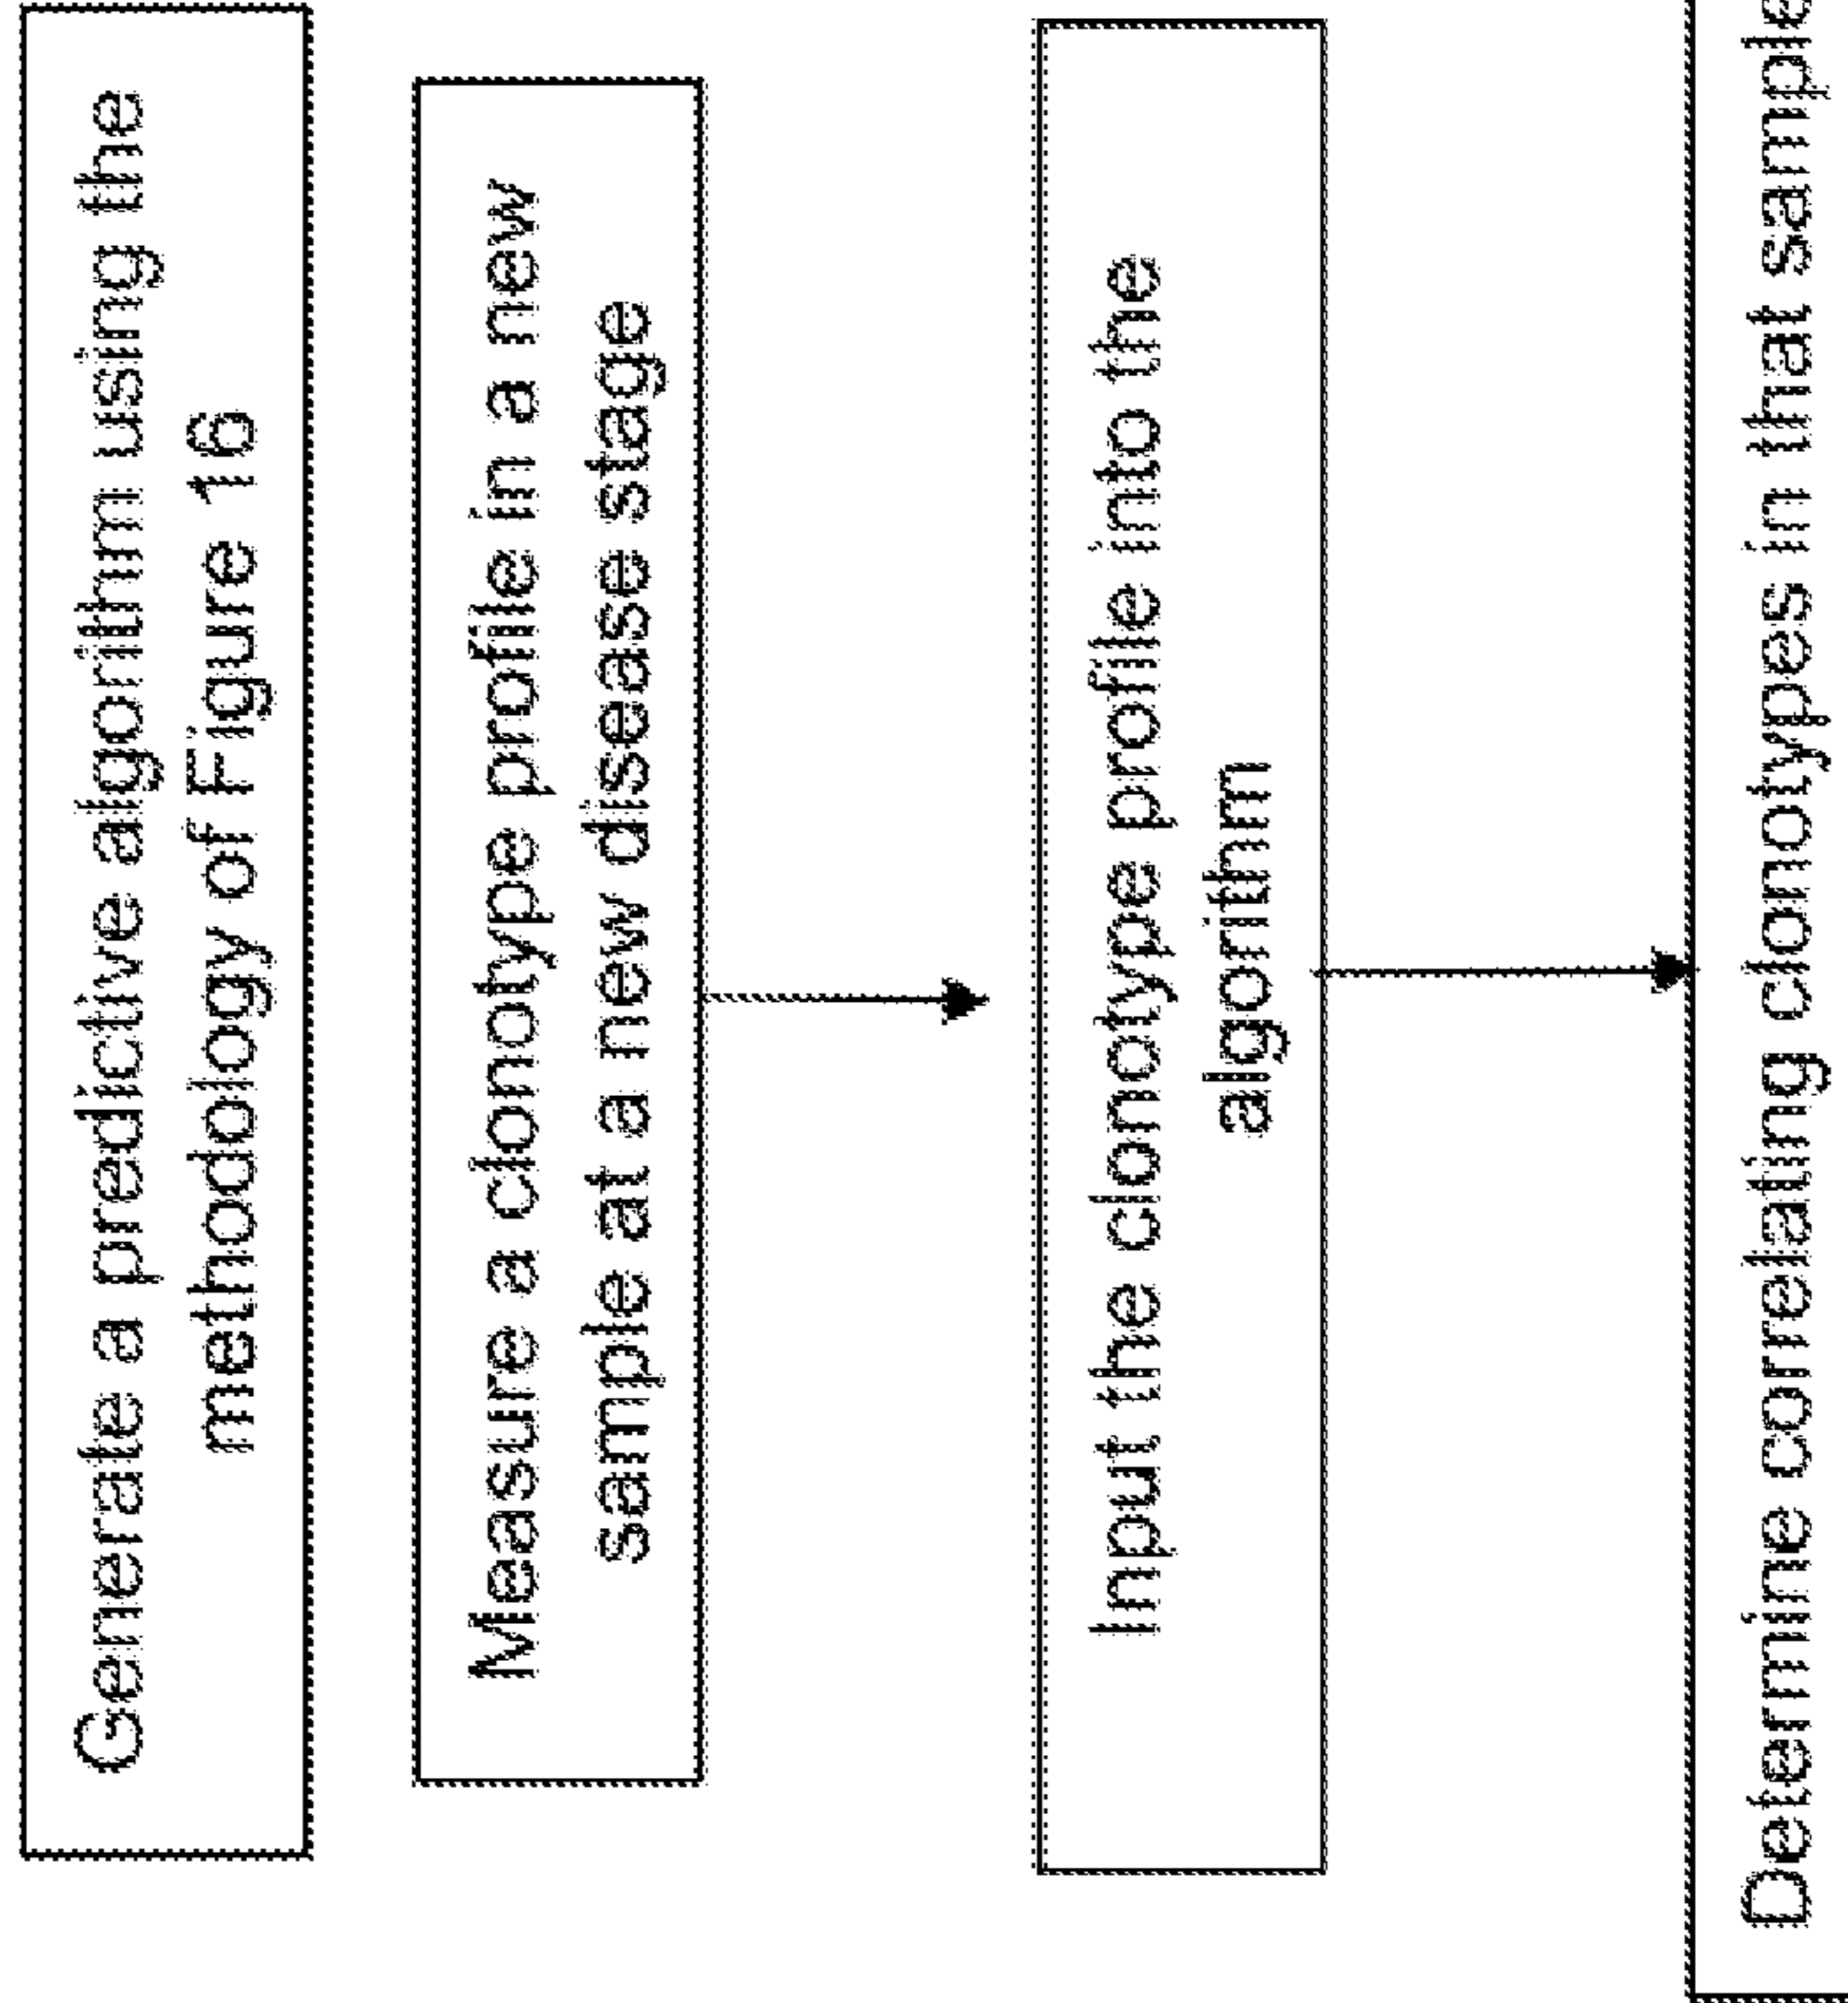 Generate a predictive algorithm using the
methodology of Figure 16
Measure a clonotype profile in a new
sample at a new disease stage
Input the clonotype profile into the
algorithm
Determine correlating clonotypes in that sample